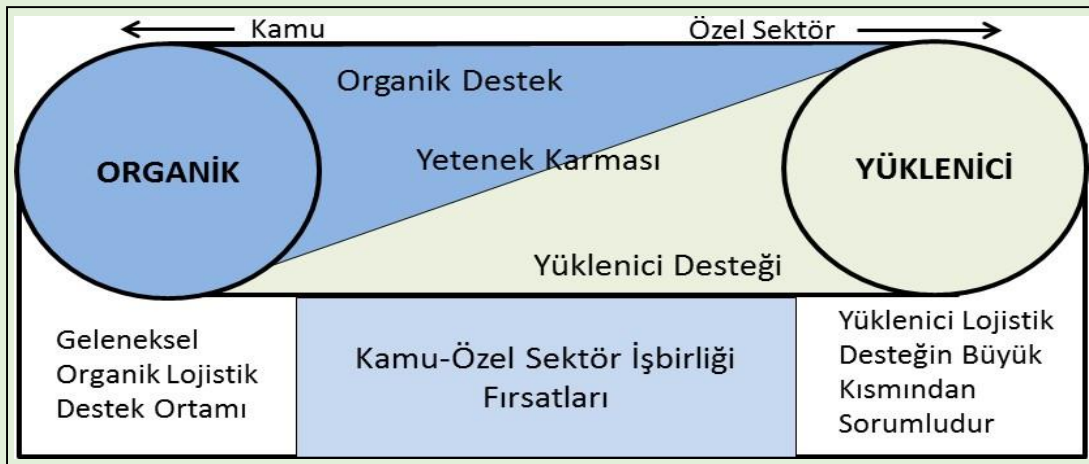 Kamu
Özel Sektör
Organik Destek
ORGANİK
Yetenek Karması
YÜKLENİCİ
Yüklenici Desteği
Geleneksel
Organik Lojistik
Destek Ortamı
Kamu-Özel Sektör İşbirliği
Fırsatları
Yüklenici Lojistik
Desteğin Büyük
Kısmından
Sorumludur